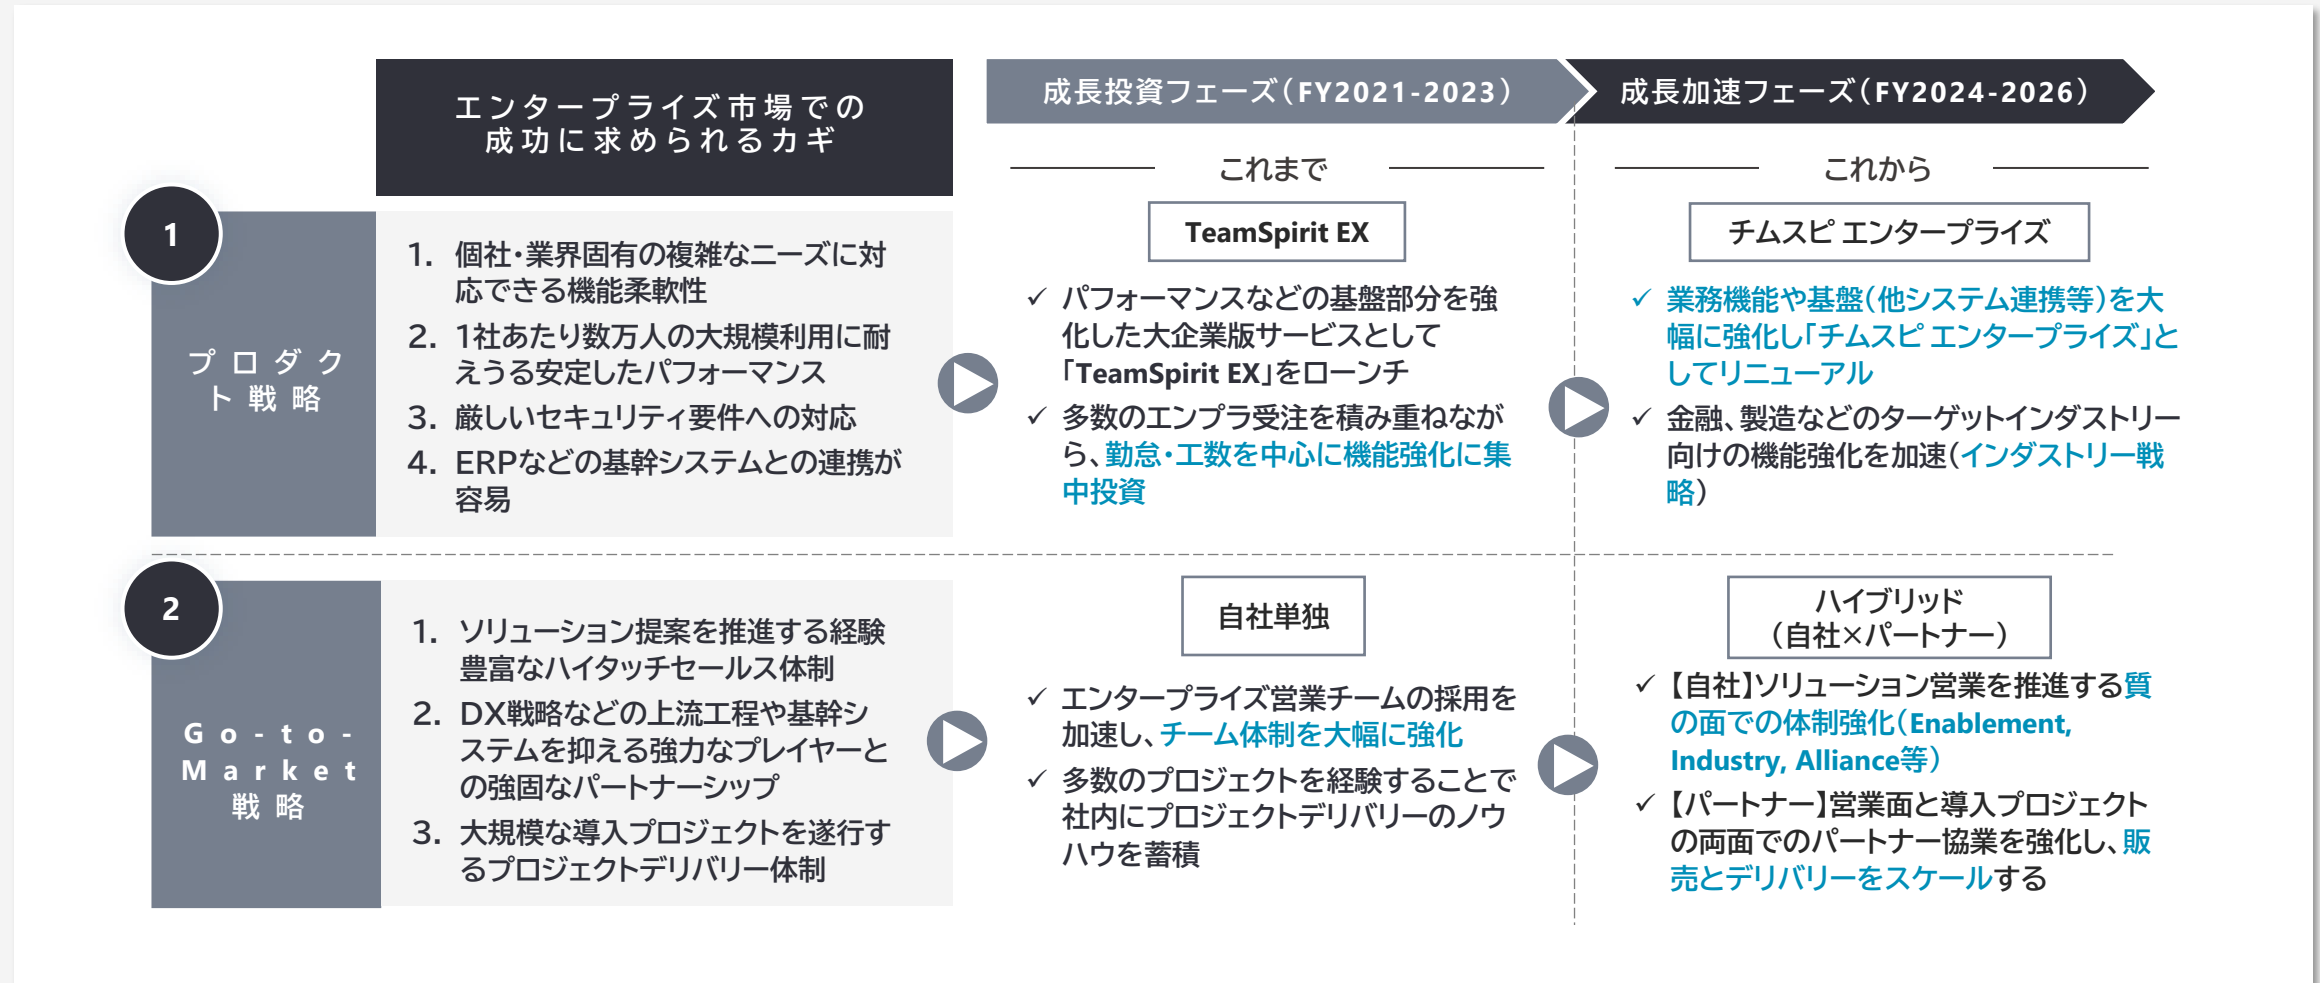 エンタープライズ市場での
成功に求められるカギ
成長投資フェーズ（FY2021-2023）
成長加速フェーズ（FY2024-2026）
これまで
これから
1
プロダク
ト戦略
1. 個社・業界固有の複雑なニーズに対
応できる機能柔軟性
2. 1社あたり数万人の大規模利用に耐
えうる安定したパフォーマンス
3. 厳しいセキュリティ要件への対応
4. ERPなどの基幹システムとの連携が
容易
TeamSpirit EX
✓ パフォーマンスなどの基盤部分を強
化した大企業版サービスとして
「TeamSpirit EX」をローンチ
✓ 多数のエンプラ受注を積み重ねなが
ら、勤怠・工数を中心に機能強化に集
中投資
チムスピ エンタープライズ
✓ 業務機能や基盤（他システム連携等）を大
幅に強化し「チムスピ エンタープライズ」と
してリニューアル
✓ 金融、製造などのターゲットインダストリー
向けの機能強化を加速（インダストリー戦
略）
2
Go-to-
Market
戦略
1. ソリューション提案を推進する経験
豊富なハイタッチセールス体制
2. DX戦略などの上流工程や基幹シ
ステムを抑える強力なプレイヤーと
の強固なパートナーシップ
3. 大規模な導入プロジェクトを遂行す
るプロジェクトデリバリー体制
自社単独
✓ エンタープライズ営業チームの採用を
加速し、チーム体制を大幅に強化
✓ 多数のプロジェクトを経験することで
社内にプロジェクトデリバリーのノウ
ハウを蓄積
ハイブリッド
（自社×パートナー）
✓ 【自社】ソリューション営業を推進する質
の面での体制強化（Enablement,
Industry, Alliance等）
✓ 【パートナー】営業面と導入プロジェクト
の両面でのパートナー協業を強化し、販
売とデリバリーをスケールする